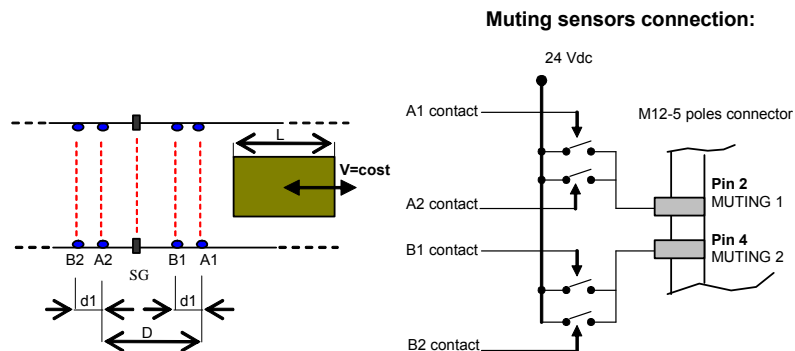 Muting sensors connection:
24 Vdc
A1 contact
M12-5 poles connector
L
V=cost
Pin 2
MUTING 1
A2 contact
Pin 4
MUTING 2
B1 contact
B2 A2 B1 A1
SG
d1 d1
D
B2 contact